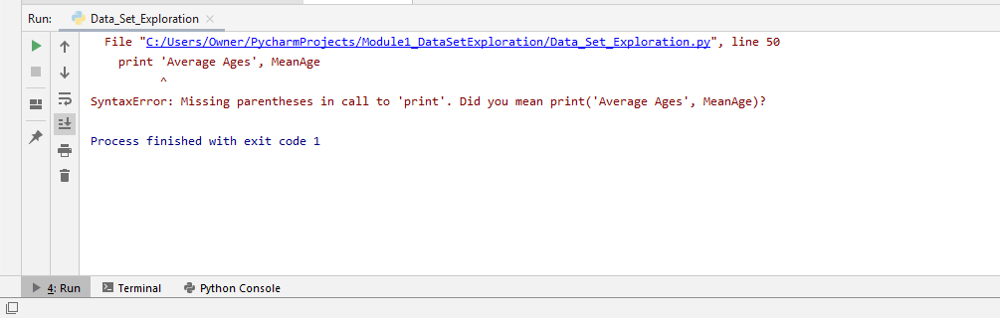 Run: Data_Set_Exploration
File "C:/Users/Owner/PycharmProjects/Module1_DataSetExploration/Data_Set_Exploration.py", line 50
print 'Average Ages', MeanAge
^
SyntaxError: Missing parentheses in call to 'print'. Did you mean print('Average Ages', MeanAge)?
Process finished with exit code 1
4: Run Terminal Python Console